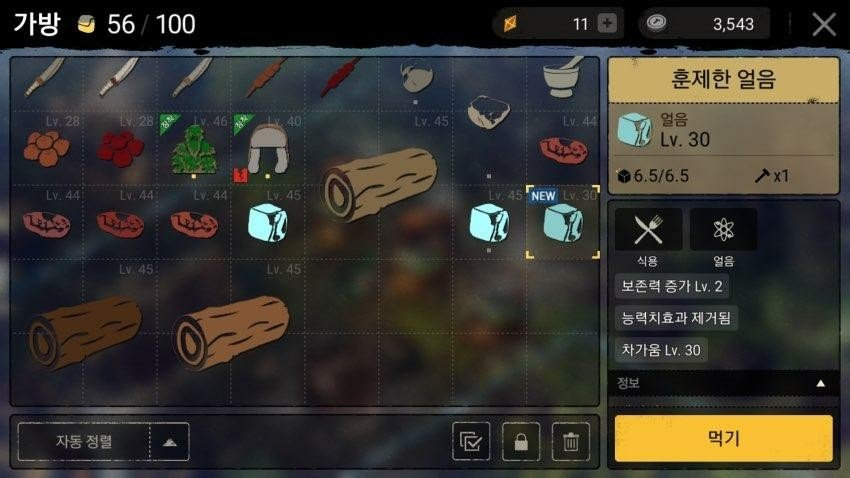 가방 56 / 100
11
3,543
훈제한 얼음
얼음
Lv. 30
6.5/6.5
x1
Lv. 28
Lv. 28
장착
Lv. 46
장착
Lv. 40
Lv. 45
Lv. 44
Lv. 44
Lv. 44
Lv. 44
Lv. 45
Lv. 45
NEW
Lv. 30
Lv. 45
Lv. 45
식용
얼음
보존력 증가 Lv. 2
능력치효과 제거됨
차가움 Lv. 30
정보
자동 정렬
먹기